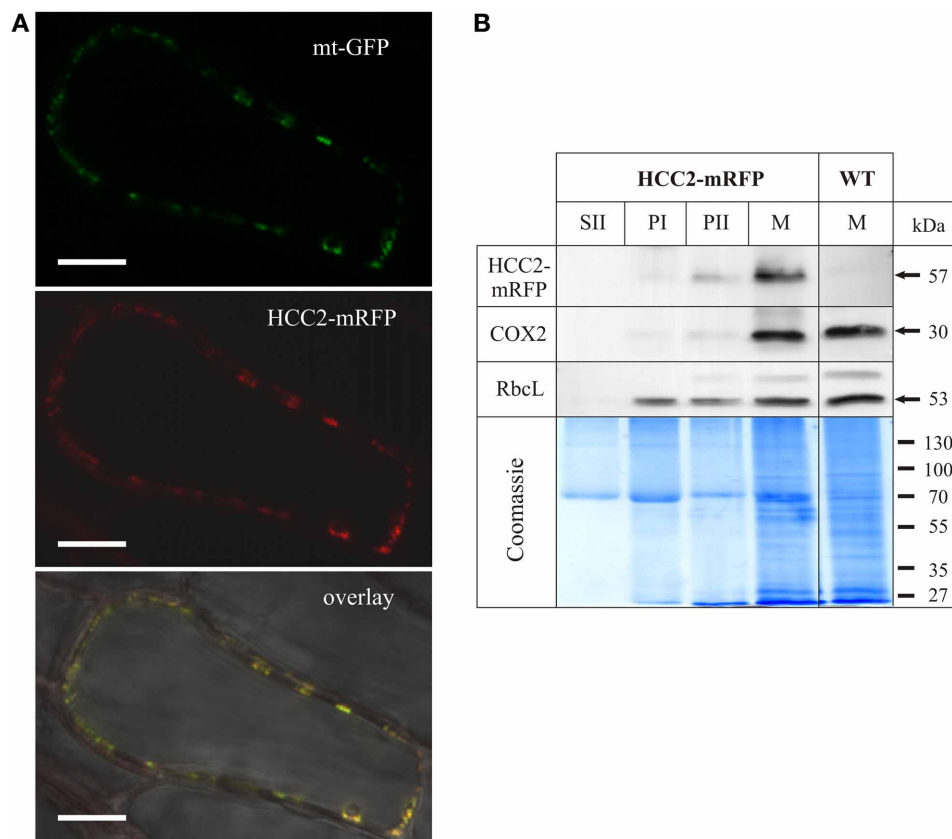 A
mt-GFP
HCC2-mRFP
overlay
B
HCC2-mRFP WT
SII PI PII M M kDa
HCC2-
mRFP
57
COX2 30
RbcL 53
Coomassie
130
100
70
55
35
27